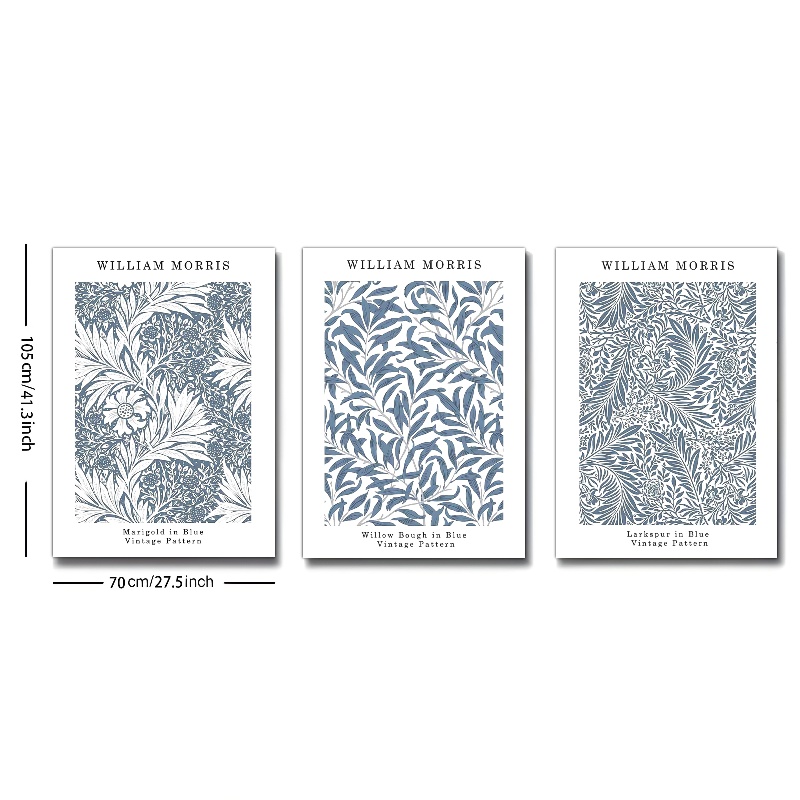 WILLIAM MORRIS
Marigold in Blue
Vintage Pattern
WILLIAM MORRIS
Willow Bough in Blue
Vintage Pattern
WILLIAM MORRIS
Larkspur in Blue
Vintage Pattern
105cm/41.3inch
70cm/27.5inch